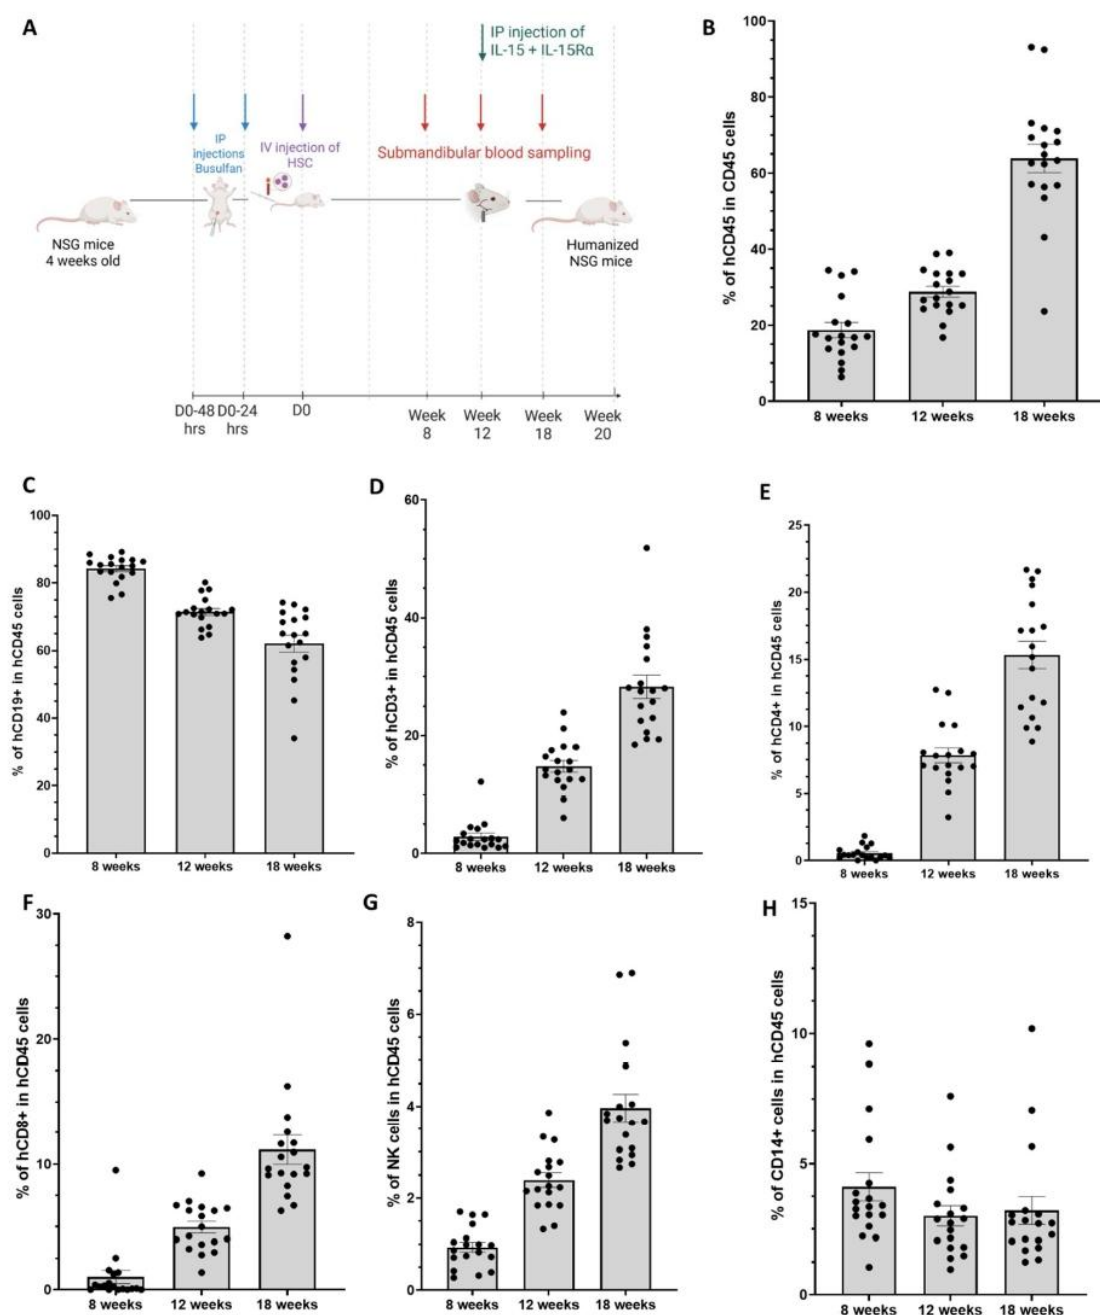 A
IP injection of
IL-15 + IL-15Rα
IP
injections
Busulfan
IV injection of
HSC
Submandibular blood sampling
NSG mice
4 weeks old
Humanized
NSG mice
D0-48
hrs
D0-24
hrs
D0
Week
8
Week
12
Week
18
Week
20
B
% of hCD45 in CD45 cells
100
80
60
40
20
0
8 weeks
12 weeks
18 weeks
C
% of hCD19+ in hCD45 cells
100
80
60
40
20
0
8 weeks
12 weeks
18 weeks
D
% of hCD3+ in hCD45 cells
60
40
20
0
8 weeks
12 weeks
18 weeks
E
% of hCD4+ in hCD45 cells
25
20
15
10
5
0
8 weeks
12 weeks
18 weeks
F
% of hCD8+ in hCD45 cells
30
20
10
0
8 weeks
12 weeks
18 weeks
G
% of NK cells in hCD45 cells
8
6
4
2
0
8 weeks
12 weeks
18 weeks
H
% of CD14+ cells in hCD45 cells
15
10
5
0
8 weeks
12 weeks
18 weeks